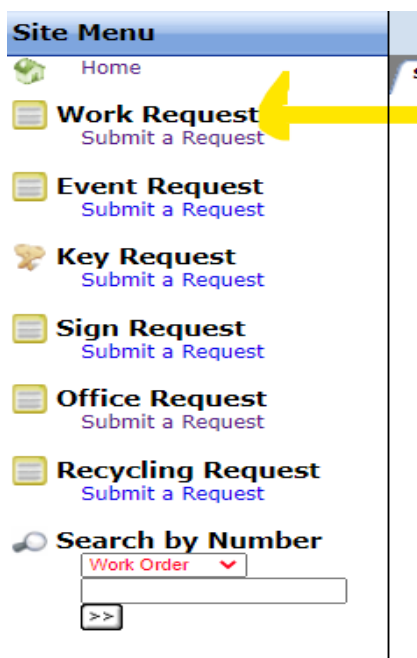 Site Menu
Home
Work Request
Submit a Request
Event Request
Submit a Request
Key Request
Submit a Request
Sign Request
Submit a Request
Office Request
Submit a Request
Recycling Request
Submit a Request
Search by Number
Work Order
>>